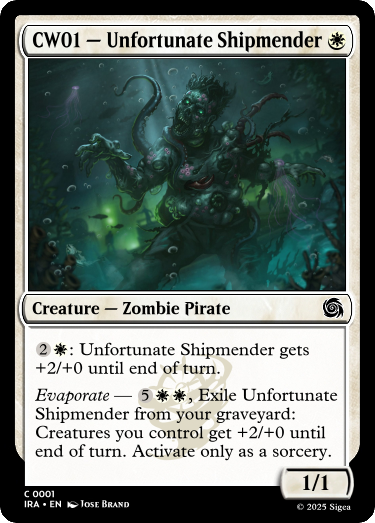 CW01 — Unfortunate Shipmender
Creature — Zombie Pirate
2 : Unfortunate Shipmender gets
+2/+0 until end of turn.
Evaporate — 5 , Exile Unfortunate
Shipmender from your graveyard:
Creatures you control get +2/+0 until
end of turn. Activate only as a sorcery.
1/1
C 0001
IRA • EN Jose Brand
© 2025 Sigea